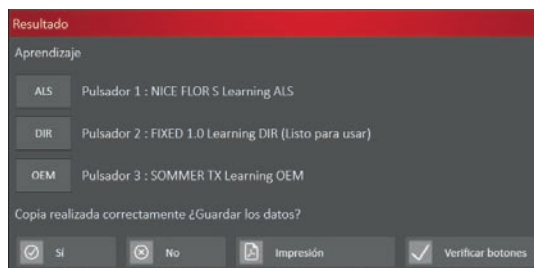 Resultado
Aprendizaje
ALS Pulsador 1 : NICE FLOR S Learning ALS
DIR Pulsador 2 : FIXED 1.0 Learning DIR (Listo para usar)
OEM Pulsador 3 : SOMMER TX Learning OEM
Copia realizada correctamente ¿Guardar los datos?
Sí No Impresión Verificar botones